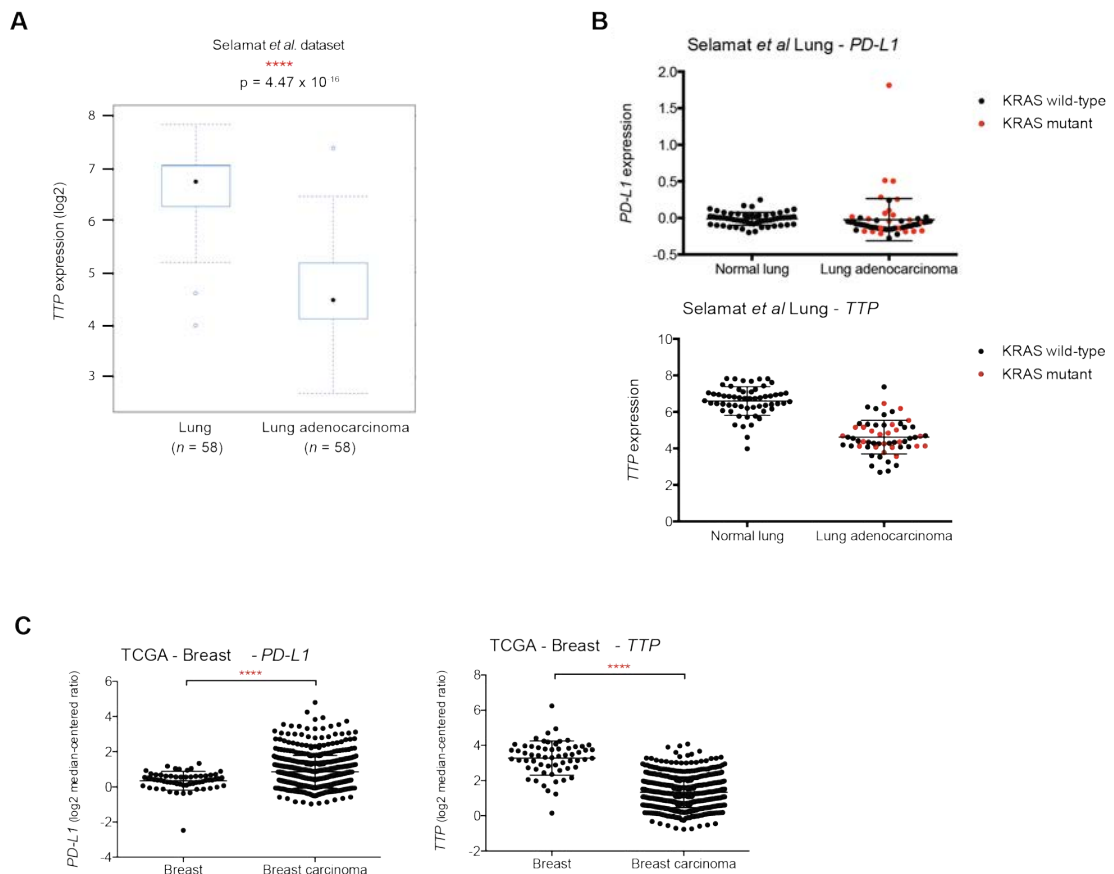 A
Selamat et al. dataset
****
p = 4.47 x 10 16
TTP expression (log2)
8
7
6
5
4
3
Lung
(n = 58)
Lung adenocarcinoma
(n = 58)
B
Selamat et al Lung - PD-L1
PD-L1 expression
2.0
1.5
1.0
0.5
0.0
-0.5
Normal lung
Lung adenocarcinoma
KRAS wild-type
KRAS mutant
Selamat et al Lung - TTP
TTP expression
10
8
6
4
2
0
Normal lung
Lung adenocarcinoma
KRAS wild-type
KRAS mutant
C
TCGA - Breast - PD-L1
****
PD-L1 (log2 median-centered ratio)
6
4
2
0
-2
-4
Breast
Breast carcinoma
TCGA - Breast - TTP
****
TTP (log2 median-centered ratio)
8
6
4
2
0
-2
Breast
Breast carcinoma